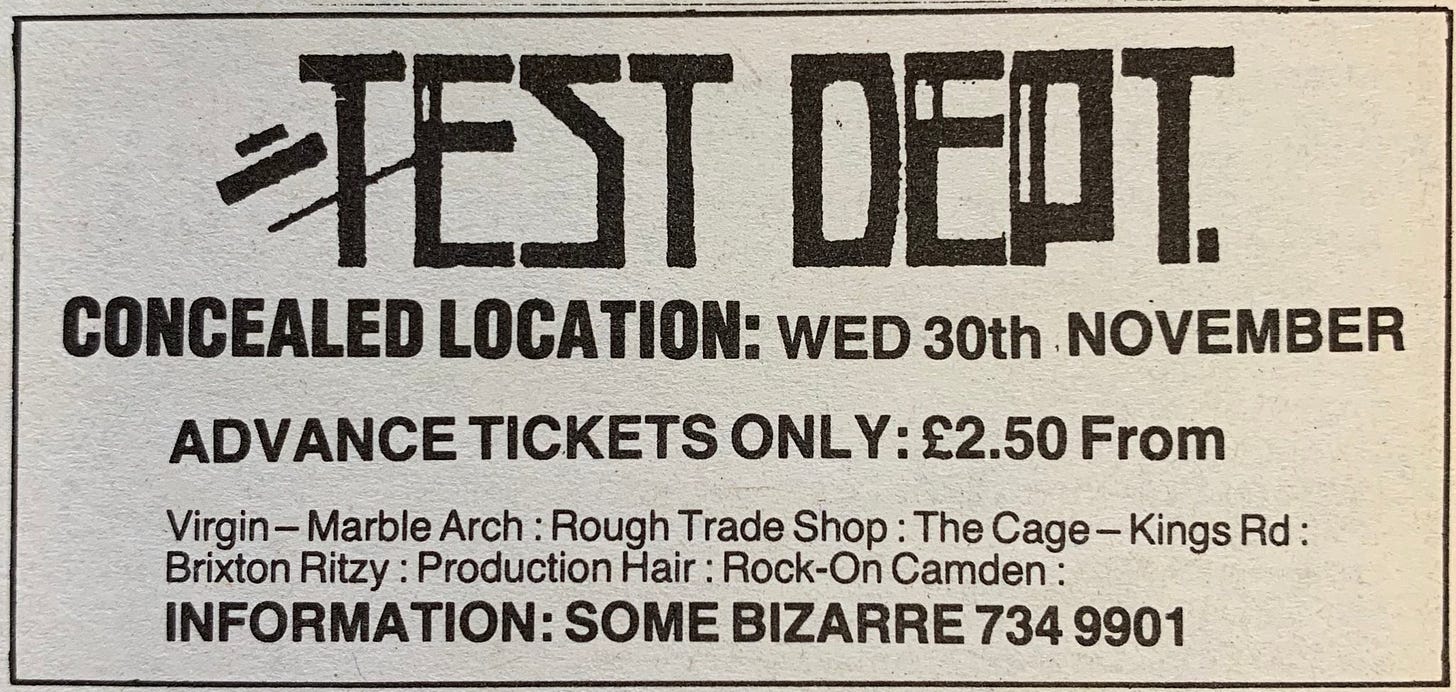 TEST DEPT.
CONCEALED LOCATION: WED 30th NOVEMBER
ADVANCE TICKETS ONLY: £2.50 From
Virgin – Marble Arch : Rough Trade Shop : The Cage – Kings Rd :
Brixton Ritzy : Production Hair : Rock-On Camden :
INFORMATION: SOME BIZARRE 734 9901